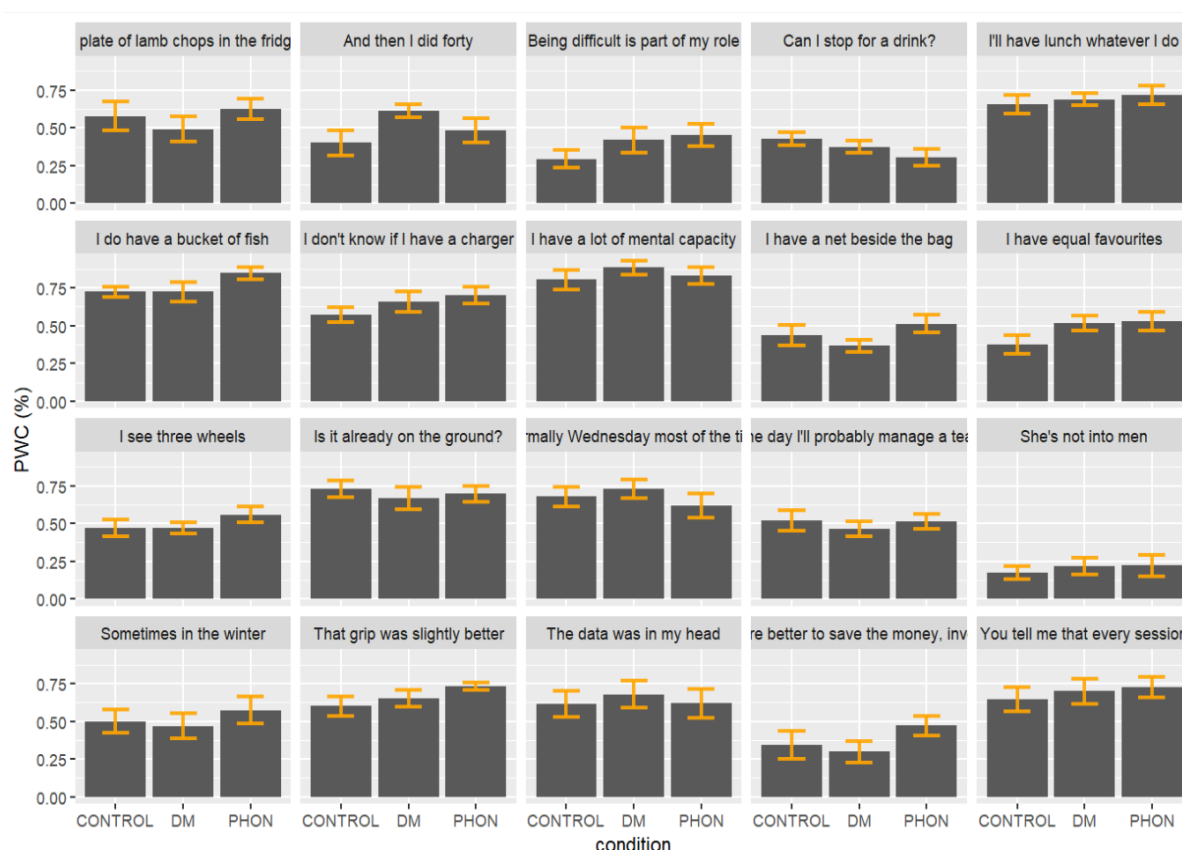 plate of lamb chops in the fridg
And then I did forty
Being difficult is part of my role
Can I stop for a drink?
I'll have lunch whatever I do
0.75
0.50
0.25
0.00
I do have a bucket of fish
I don't know if I have a charger
I have a lot of mental capacity
I have a net beside the bag
I have equal favourites
0.75
0.50
0.25
0.00
PWC (%)
I see three wheels
Is it already on the ground?
rmally Wednesday most of the ti
ne day I'll probably manage a tea
She's not into men
0.75
0.50
0.25
0.00
Sometimes in the winter
That grip was slightly better
The data was in my head
re better to save the money, inv
You tell me that every session
0.75
0.50
0.25
0.00
CONTROL DM PHON
CONTROL DM PHON
CONTROL DM PHON
CONTROL DM PHON
CONTROL DM PHON
condition